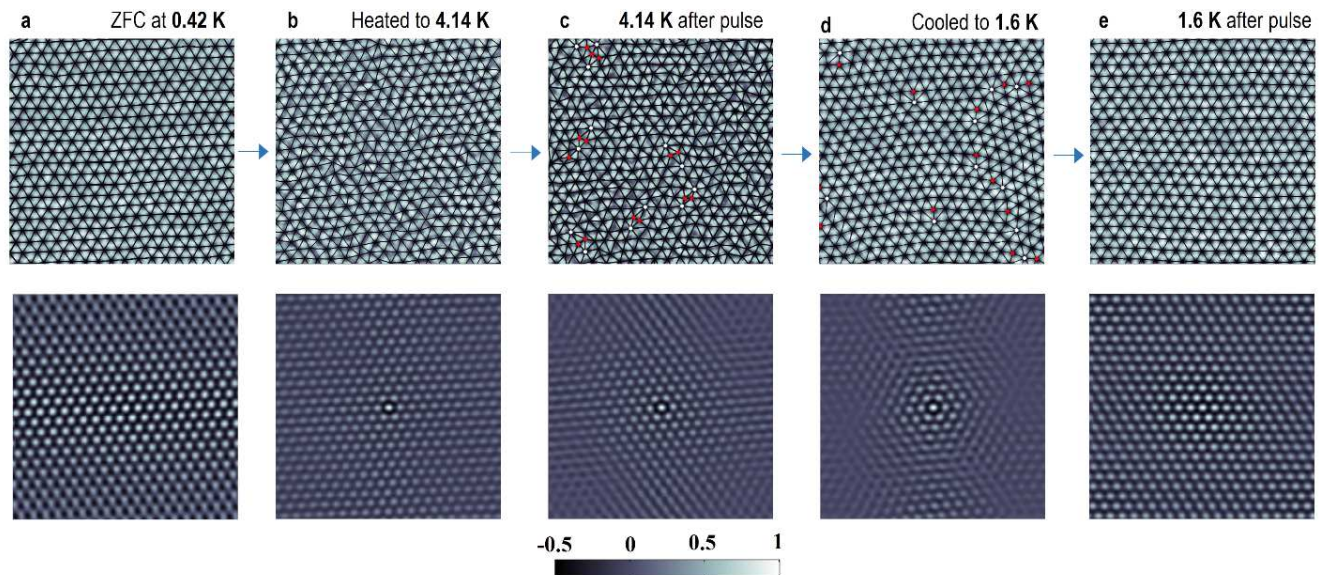 a ZFC at 0.42 K
b Heated to 4.14 K
c 4.14 K after pulse
d Cooled to 1.6 K
e 1.6 K after pulse
-0.5 0 0.5 1